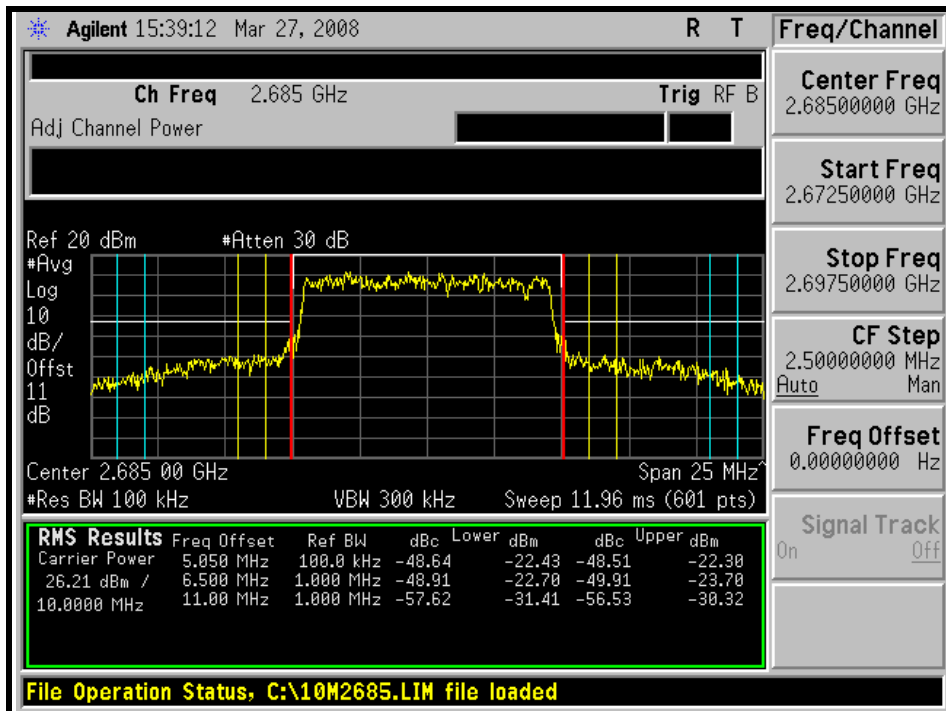 Agilent 15:39:12 Mar 27, 2008 R T
Freq/Channel
Ch Freq 2.685 GHz Trig RF B
Adj Channel Power
Center Freq
2.68500000 GHz
Start Freq
2.67250000 GHz
Stop Freq
2.69750000 GHz
CF Step
2.50000000 MHz
Auto Man
Freq Offset
0.00000000 Hz
Signal Track
On Off
Ref 20 dBm #Atten 30 dB
#Avg
Log
10
dB/
Offst
11
dB
Center 2.685 00 GHz Span 25 MHz^
#Res BW 100 kHz VBW 300 kHz Sweep 11.96 ms (601 pts)
RMS Results Freq Offset Ref BW dBc Lower dBm dBc Upper dBm
Carrier Power 5.050 MHz 100.0 kHz -48.64 -22.43 -48.51 -22.30
26.21 dBm / 6.500 MHz 1.000 MHz -48.91 -22.70 -49.91 -23.70
10.0000 MHz 11.00 MHz 1.000 MHz -57.62 -31.41 -56.53 -30.32
File Operation Status, C:\10M2685.LIM file loaded